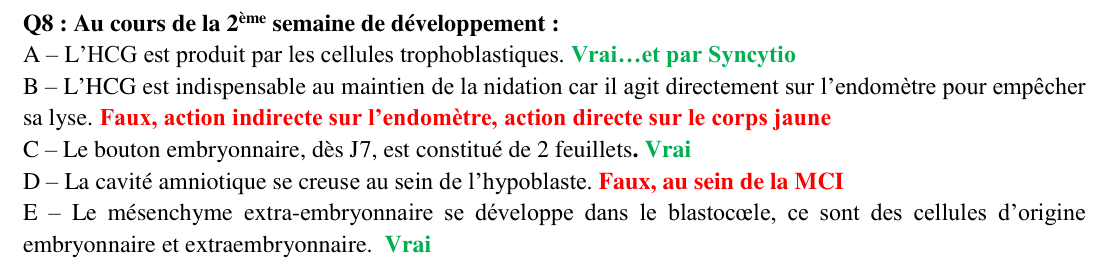 Q8 : Au cours de la 2ème semaine de développement :
A – L’HCG est produit par les cellules trophoblastiques. Vrai…et par Syncytio
B – L’HCG est indispensable au maintien de la nidation car il agit directement sur l’endomètre pour empêcher
sa lyse. Faux, action indirecte sur l’endomètre, action directe sur le corps jaune
C – Le bouton embryonnaire, dès J7, est constitué de 2 feuillets. Vrai
D – La cavité amniotique se creuse au sein de l’hypoblaste. Faux, au sein de la MCI
E – Le mésenchyme extra-embryonnaire se développe dans le blastocœle, ce sont des cellules d’origine
embryonnaire et extraembryonnaire. Vrai